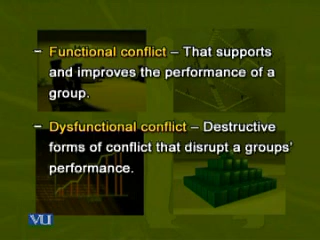 – Functional conflict – That supports
and improves the performance of a
group.
– Dysfunctional conflict – Destructive
forms of conflict that disrupt a groups'
performance.
VU